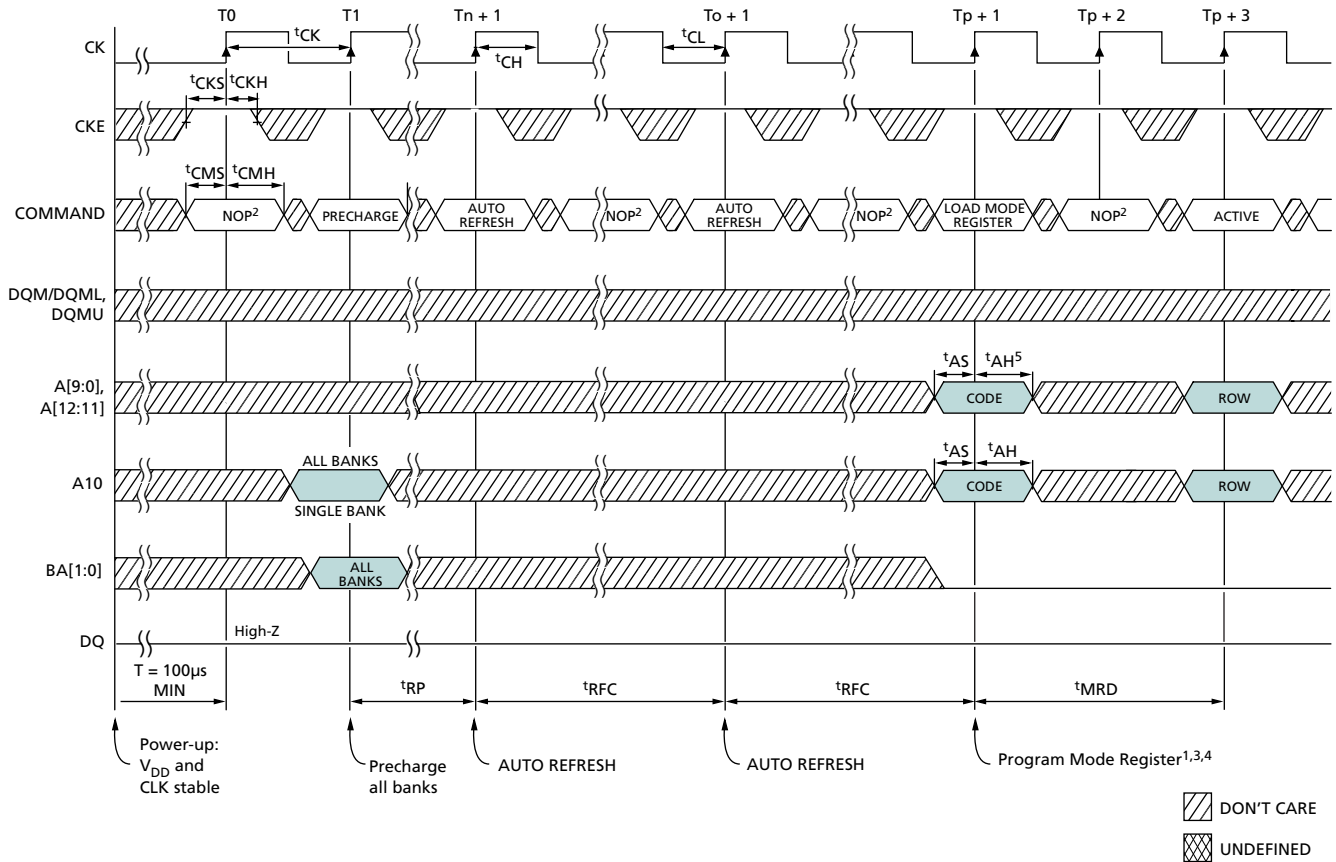 T0 T1 Tn + 1 To + 1 Tp + 1 Tp + 2 Tp + 3
CK
tCK
tCH
tCL
tCKS tCKH
CKE
tCMS tCMH
COMMAND
NOP² PRECHARGE AUTO REFRESH NOP² AUTO REFRESH NOP² LOAD MODE REGISTER NOP² ACTIVE
DQM/DQML,
DQMU
A[9:0],
A[12:11]
tAS tAH⁵
CODE ROW
A10
ALL BANKS
SINGLE BANK
tAS tAH
CODE ROW
BA[1:0]
ALL
BANKS
DQ
High-Z
T = 100µs
MIN
tRP tRFC tRFC tMRD
Power-up:
VDD and
CLK stable
Precharge
all banks
AUTO REFRESH
AUTO REFRESH
Program Mode Register1,3,4
DON'T CARE
UNDEFINED